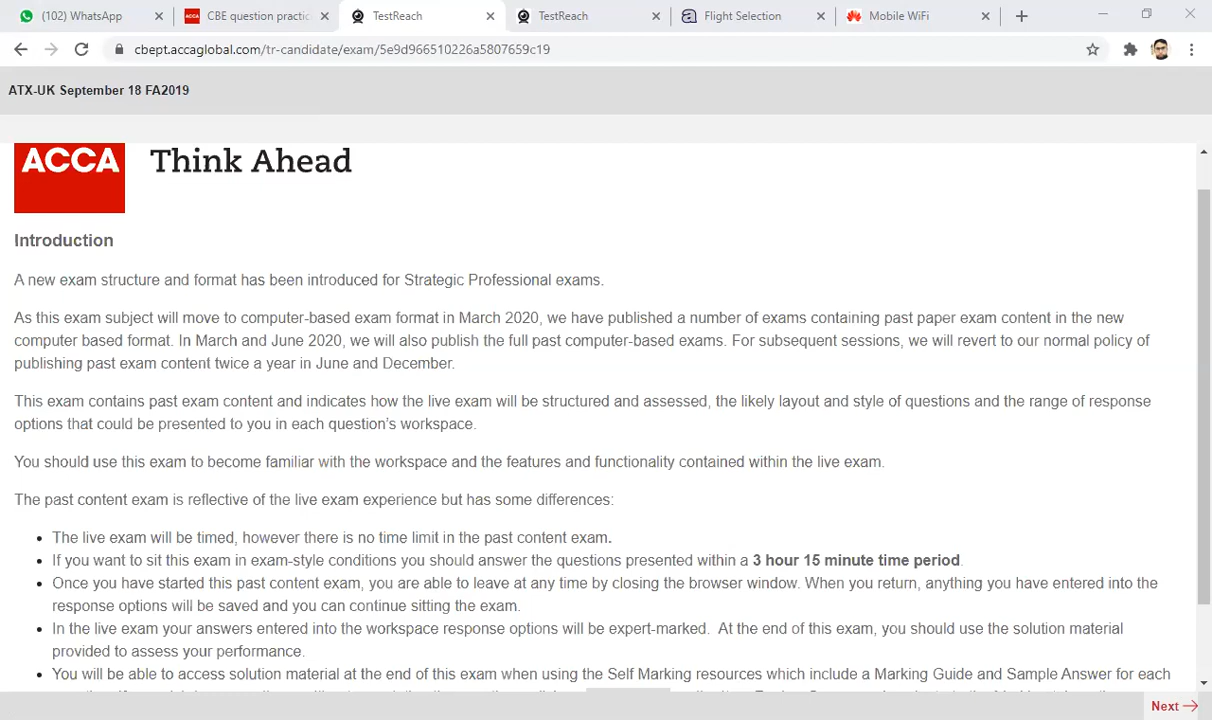 (102) WhatsApp
CBE question practic
TestReach
TestReach
Flight Selection
Mobile WiFi
cbept.accaglobal.com/tr-candidate/exam/5e9d966510226a5807659c19
ATX-UK September 18 FA2019
ACCA
Think Ahead
Introduction
A new exam structure and format has been introduced for Strategic Professional exams.
As this exam subject will move to computer-based exam format in March 2020, we have published a number of exams containing past paper exam content in the new
computer based format. In March and June 2020, we will also publish the full past computer-based exams. For subsequent sessions, we will revert to our normal policy of
publishing past exam content twice a year in June and December.
This exam contains past exam content and indicates how the live exam will be structured and assessed, the likely layout and style of questions and the range of response
options that could be presented to you in each question's workspace.
You should use this exam to become familiar with the workspace and the features and functionality contained within the live exam.
The past content exam is reflective of the live exam experience but has some differences:
• The live exam will be timed, however there is no time limit in the past content exam.
• If you want to sit this exam in exam-style conditions you should answer the questions presented within a 3 hour 15 minute time period.
• Once you have started this past content exam, you are able to leave at any time by closing the browser window. When you return, anything you have entered into the
response options will be saved and you can continue sitting the exam.
• In the live exam your answers entered into the workspace response options will be expert-marked. At the end of this exam, you should use the solution material
provided to assess your performance.
• You will be able to access solution material at the end of this exam when using the Self Marking resources which include a Marking Guide and Sample Answer for each
Next